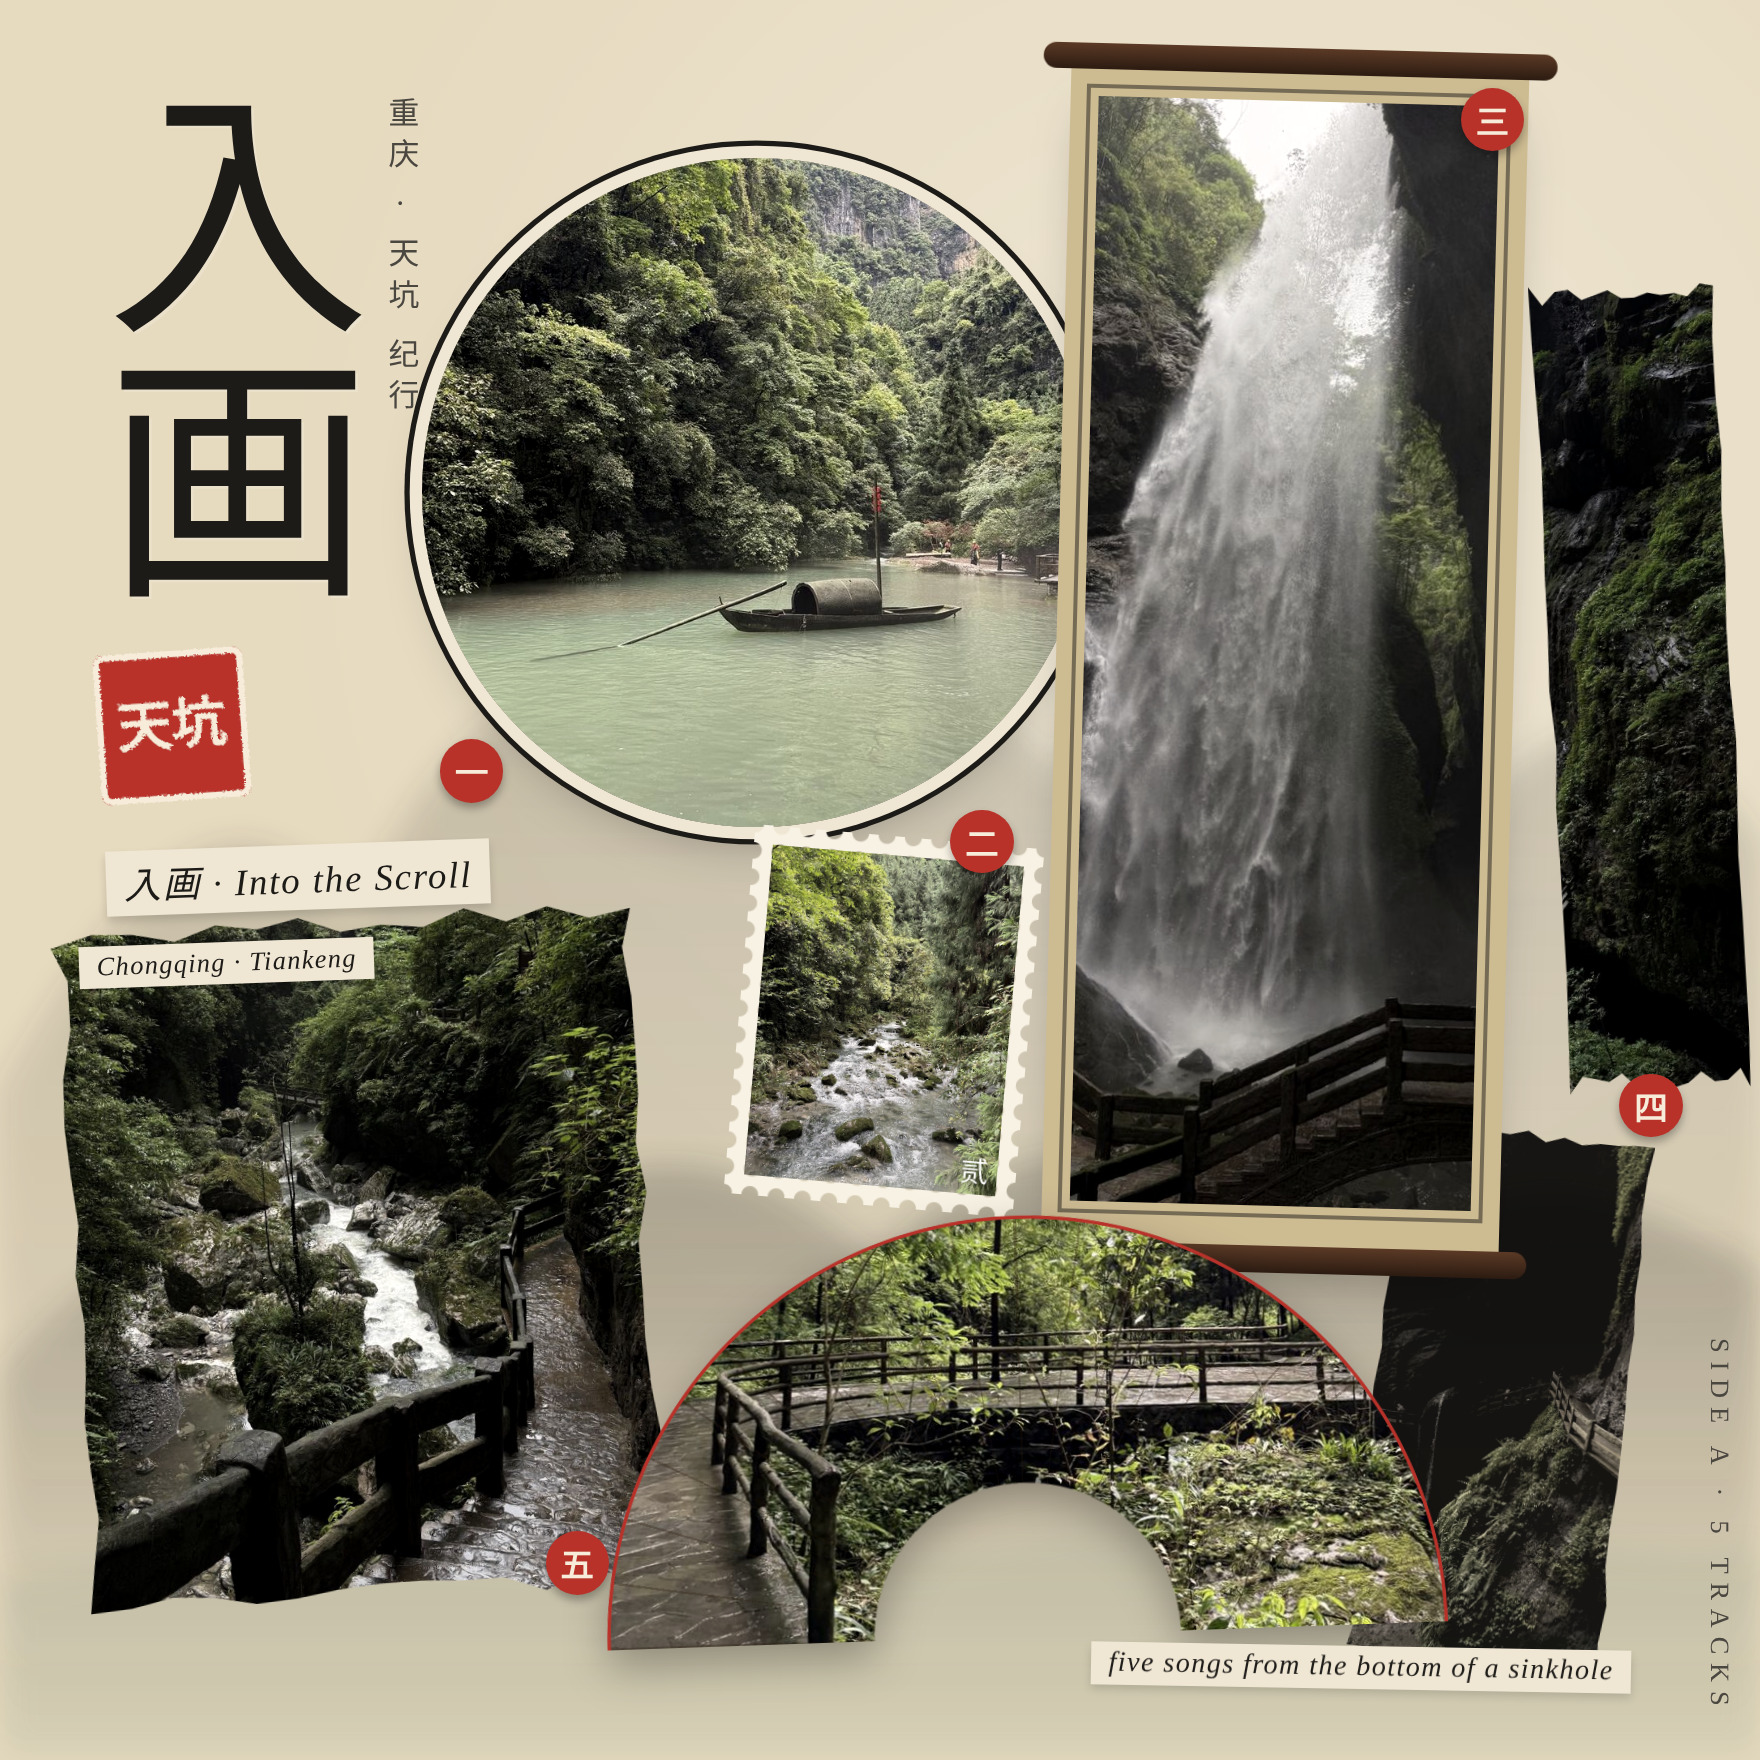 入画
重庆 · 天坑 纪行
天坑
入画 · Into the Scroll
Chongqing · Tiankeng
一
二
三
四
五
贰
five songs from the bottom of a sinkhole
SIDE A · 5 TRACKS